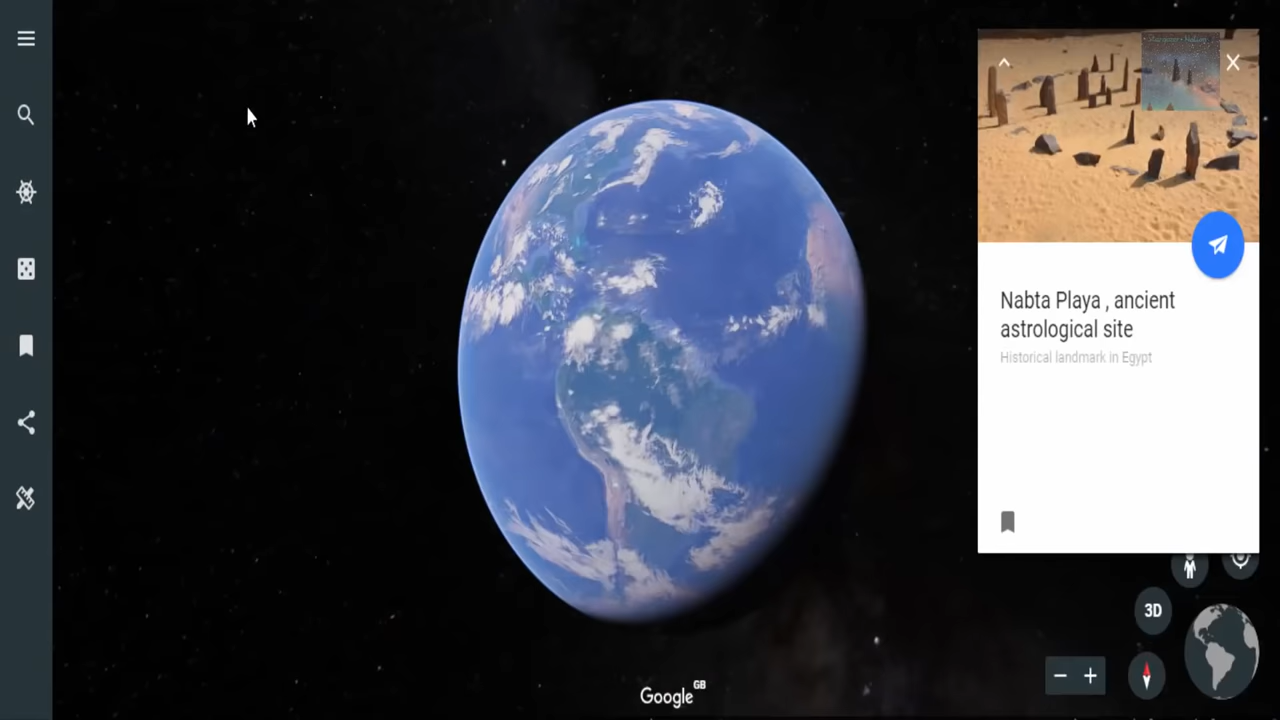 Nabta Playa , ancient
astrological site
Historical landmark in Egypt
3D
Google GB